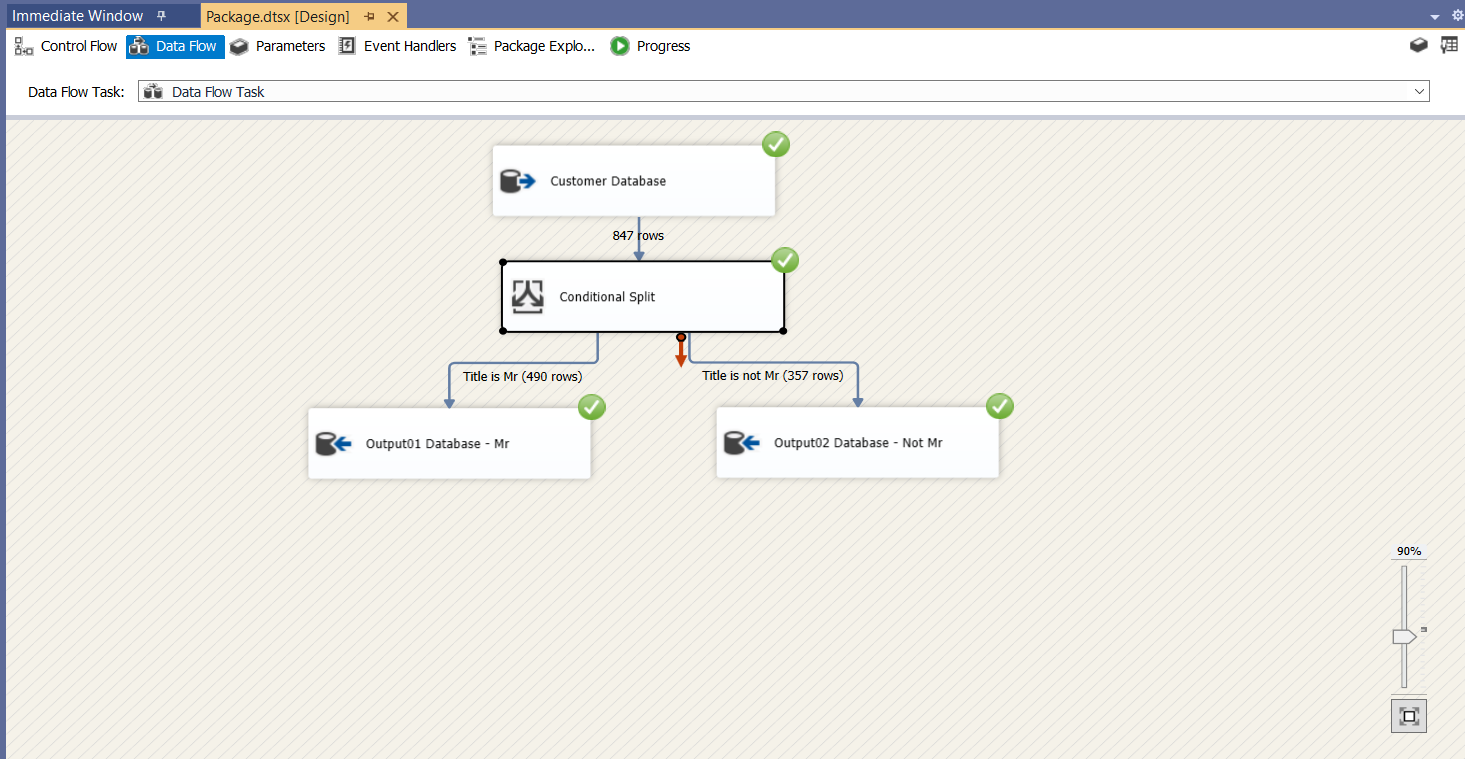 Immediate Window
Package.dtsx [Design]
Control Flow
Data Flow
Parameters
Event Handlers
Package Explo...
Progress
Data Flow Task:
Data Flow Task
Customer Database
847 rows
Conditional Split
Title is Mr (490 rows)
Title is not Mr (357 rows)
Output01 Database - Mr
Output02 Database - Not Mr
90%